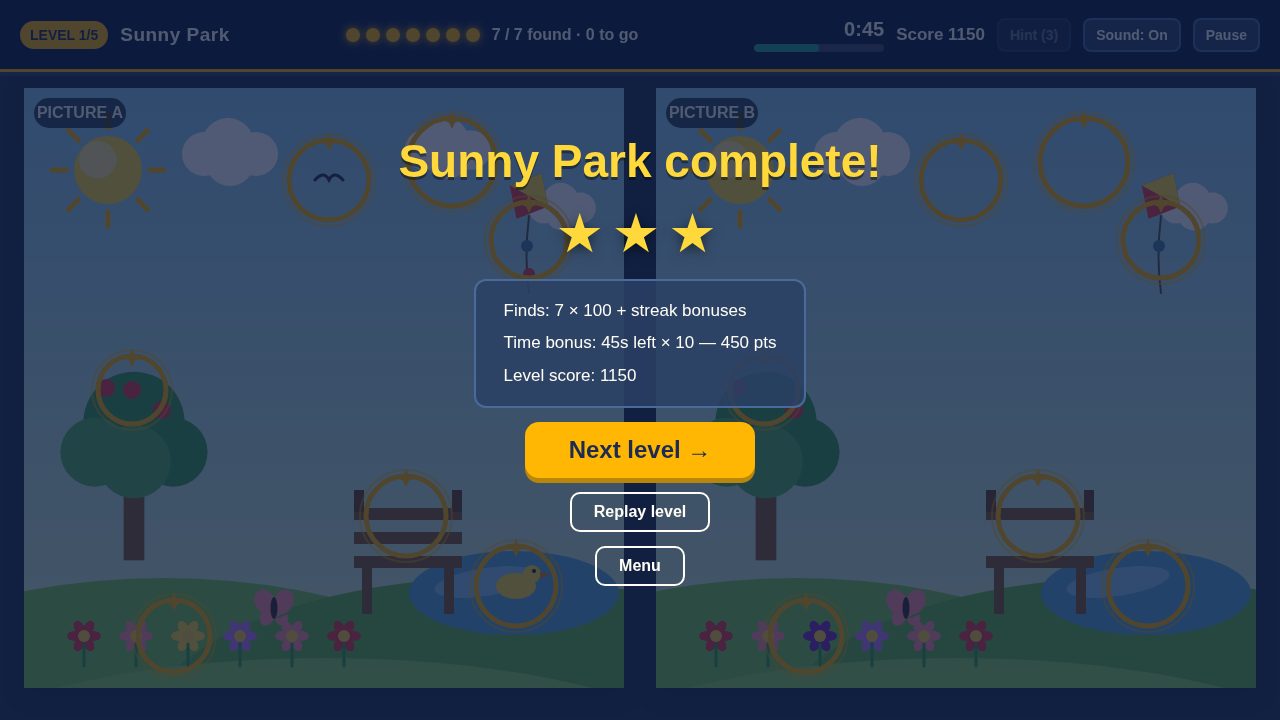 LEVEL 1/5 Sunny Park 7 / 7 found · 0 to go 0:45 Score 1150 Hint (3) Sound: On Pause
PICTURE A PICTURE B
Sunny Park complete!
★ ★ ★
Finds: 7 × 100 + streak bonuses
Time bonus: 45s left × 10 — 450 pts
Level score: 1150
Next level →
Replay level
Menu